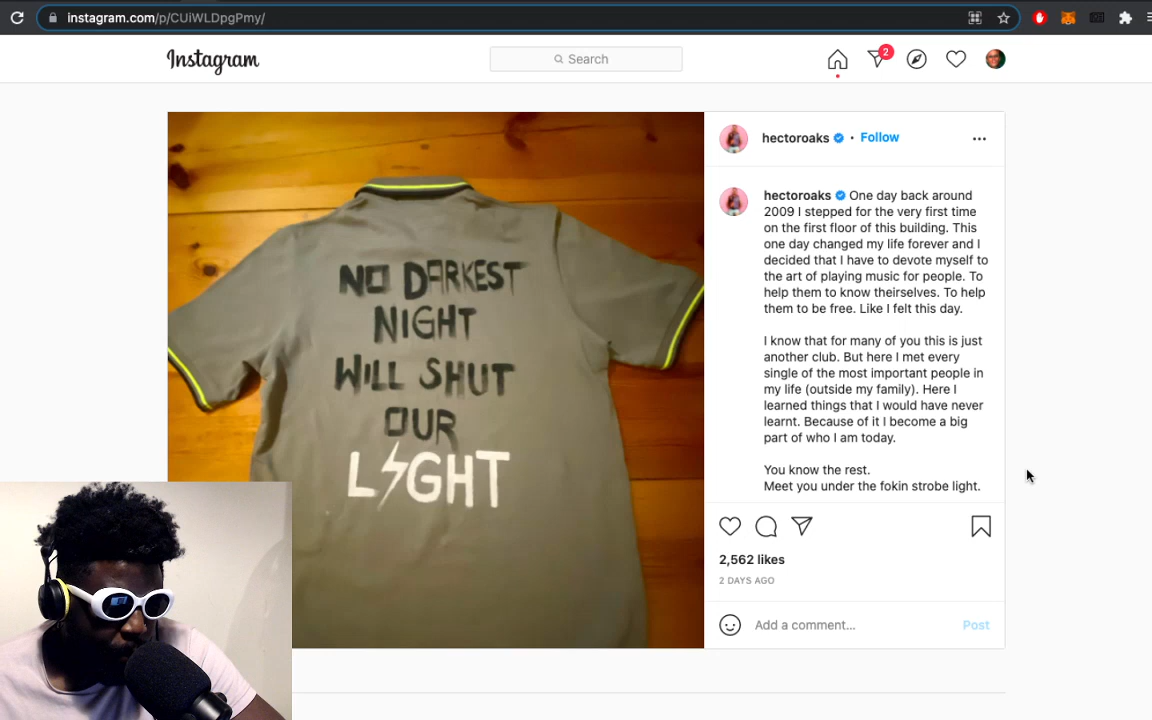 instagram.com/p/CUiWLDpgPmy/
Instagram
Search
2
hectoroaks • Follow
NO DARKEST
NIGHT
WILL SHUT
OUR
LIGHT
hectoroaks One day back around
2009 I stepped for the very first time
on the first floor of this building. This
one day changed my life forever and I
decided that I have to devote myself to
the art of playing music for people. To
help them to know theirselves. To help
them to be free. Like I felt this day.
I know that for many of you this is just
another club. But here I met every
single of the most important people in
my life (outside my family). Here I
learned things that I would have never
learnt. Because of it I become a big
part of who I am today.
You know the rest.
Meet you under the fokin strobe light.
2,562 likes
2 DAYS AGO
Add a comment...
Post